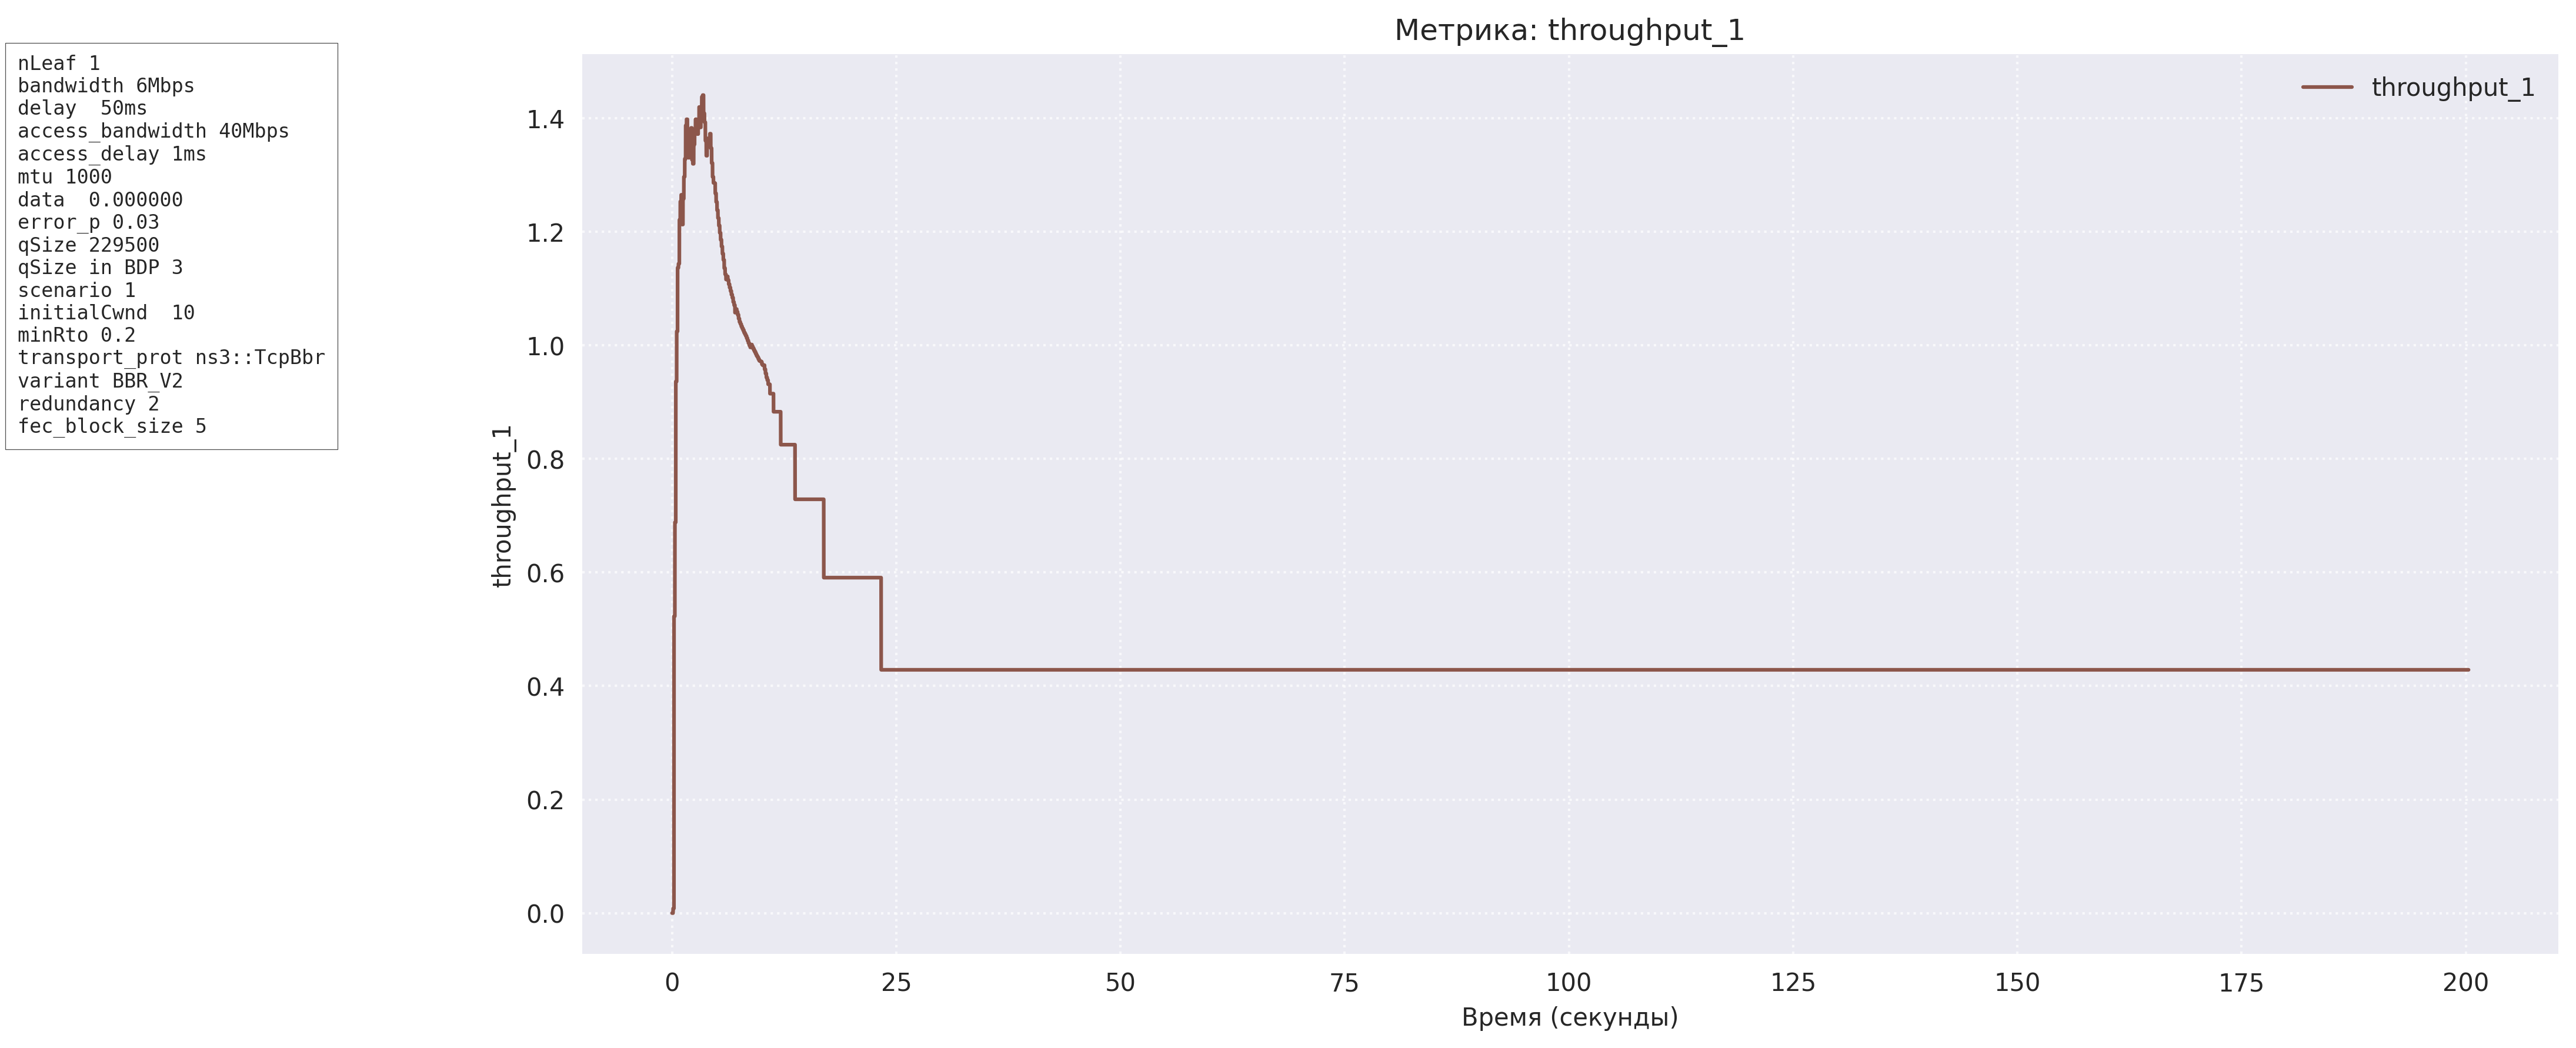 Метрика: throughput_1
nLeaf 1
bandwidth 6Mbps
delay  50ms
access_bandwidth 40Mbps
access_delay 1ms
mtu 1000
data  0.000000
error_p 0.03
qSize 229500
qSize in BDP 3
scenario 1
initialCwnd  10
minRto 0.2
transport_prot ns3::TcpBbr
variant BBR_V2
redundancy 2
fec_block_size 5
throughput_1
throughput_1
1.4
1.2
1.0
0.8
0.6
0.4
0.2
0.0
0 25 50 75 100 125 150 175 200
Время (секунды)